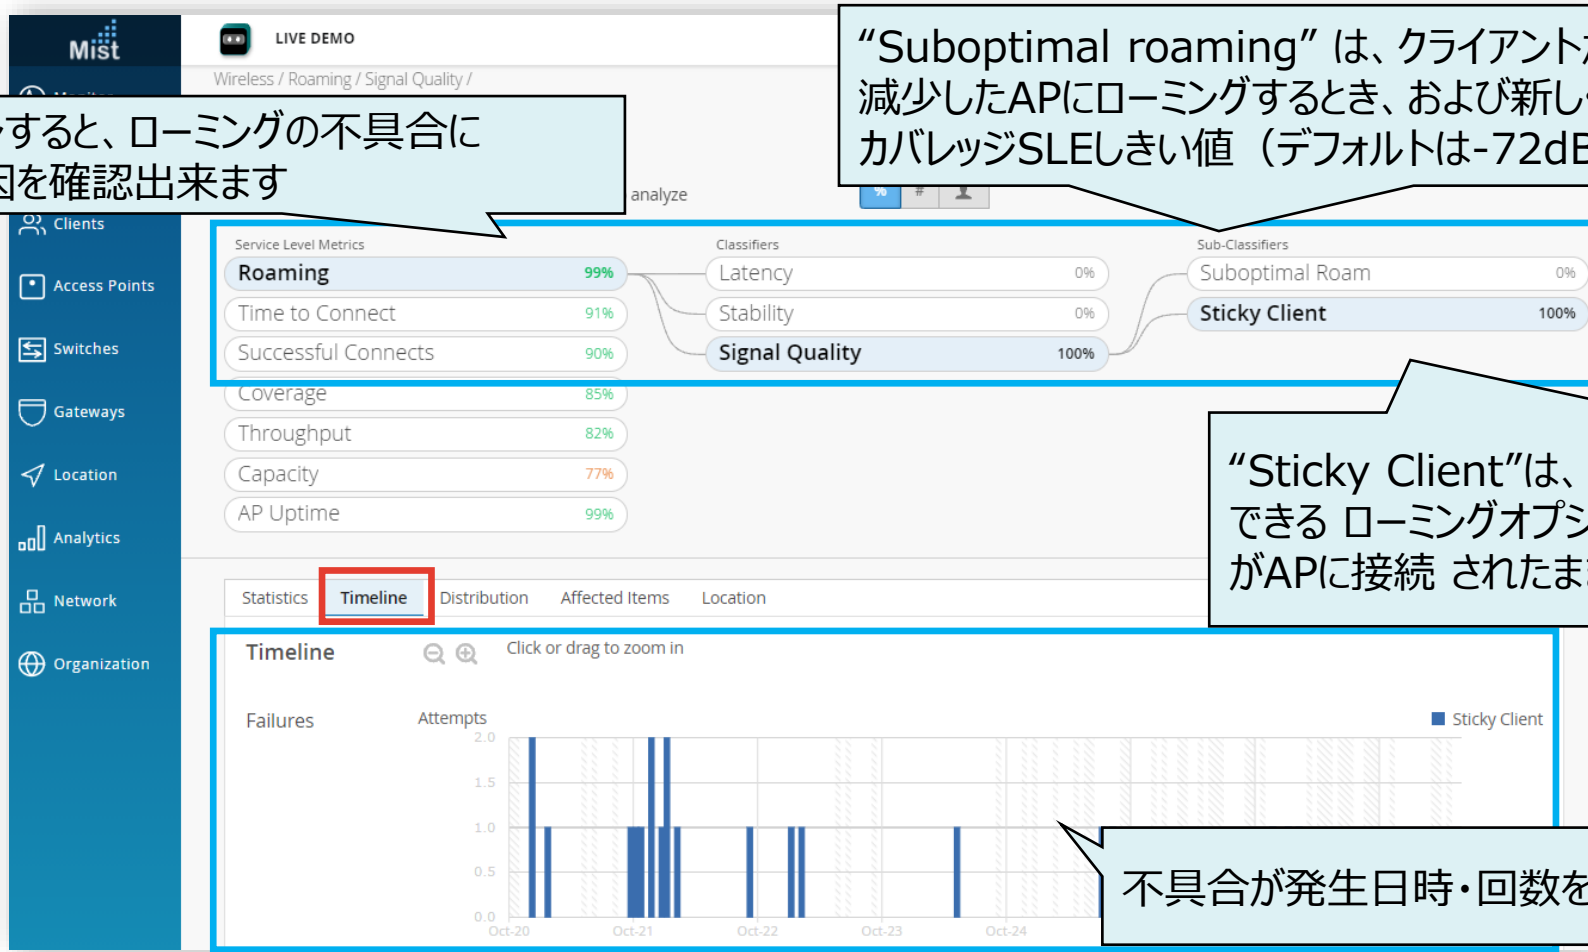 Mist
LIVE DEMO
Wireless / Roaming / Signal Quality /
“Suboptimal roaming” は、クライアント
減少したAPにローミングするとき、および新し
カバレッジSLEしきい値（デフォルトは-72dB
すると、ローミングの不具合に
因を確認出来ます
analyze
% #
Clients
Access Points
Switches
Gateways
Location
Analytics
Network
Organization
Service Level Metrics
Roaming 99%
Time to Connect 91%
Successful Connects 90%
Coverage 85%
Throughput 82%
Capacity 77%
AP Uptime 99%
Classifiers
Latency 0%
Stability 0%
Signal Quality 100%
Sub-Classifiers
Suboptimal Roam 0%
Sticky Client 100%
“Sticky Client”は、
できる ローミングオプシ
がAPに接続 されたま
Statistics Timeline Distribution Affected Items Location
Timeline Click or drag to zoom in
Failures Attempts
Sticky Client
2.0
1.5
1.0
0.5
0.0
Oct-20 Oct-21 Oct-22 Oct-23 Oct-24
不具合が発生日時・回数を